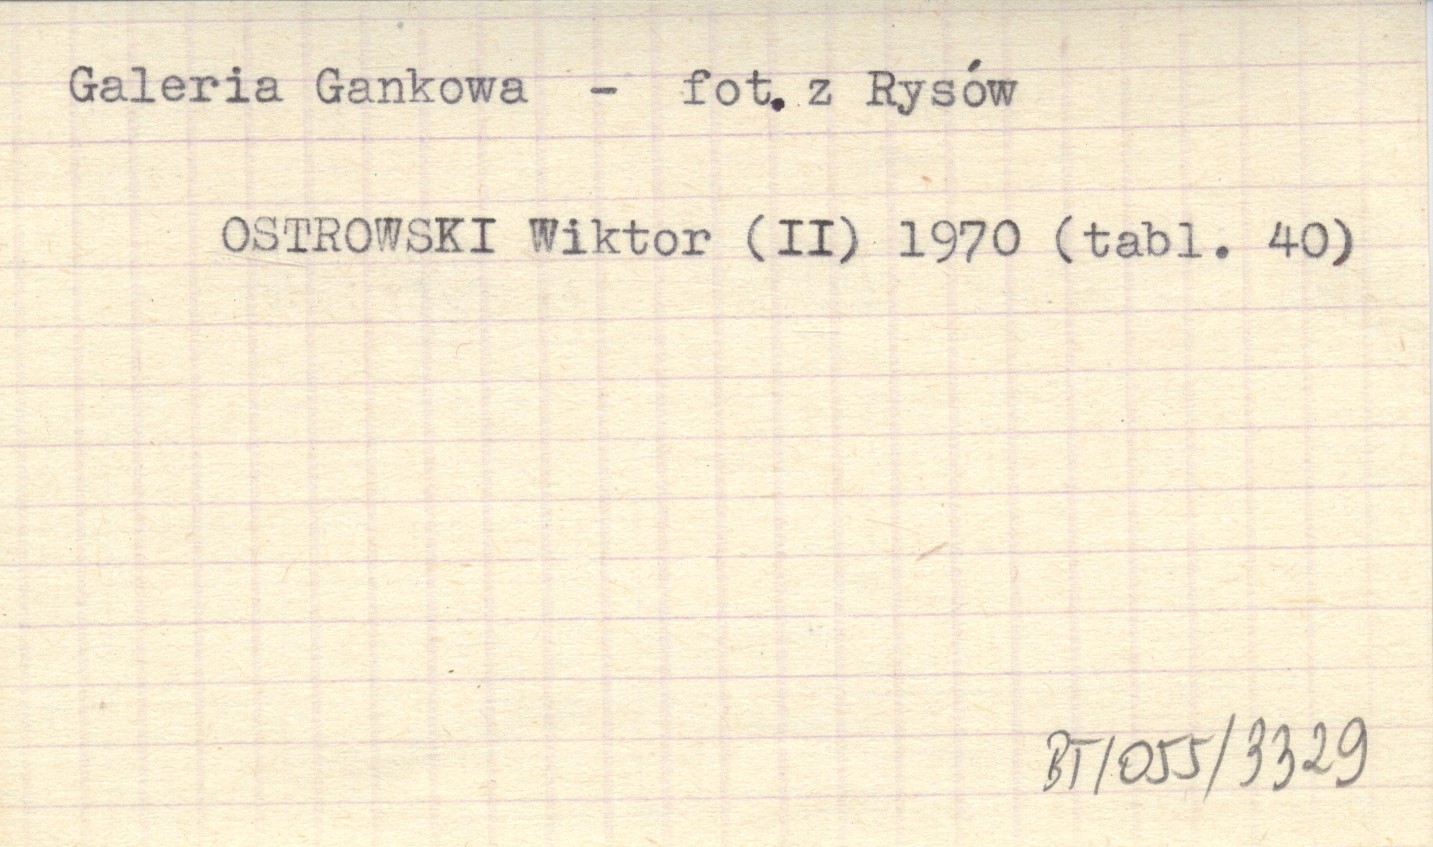 Galeria Gankowa - fot. z Rysów
OSTROWSKI Wiktor (II) 1970 (tabl. 40)
BT/055/3329